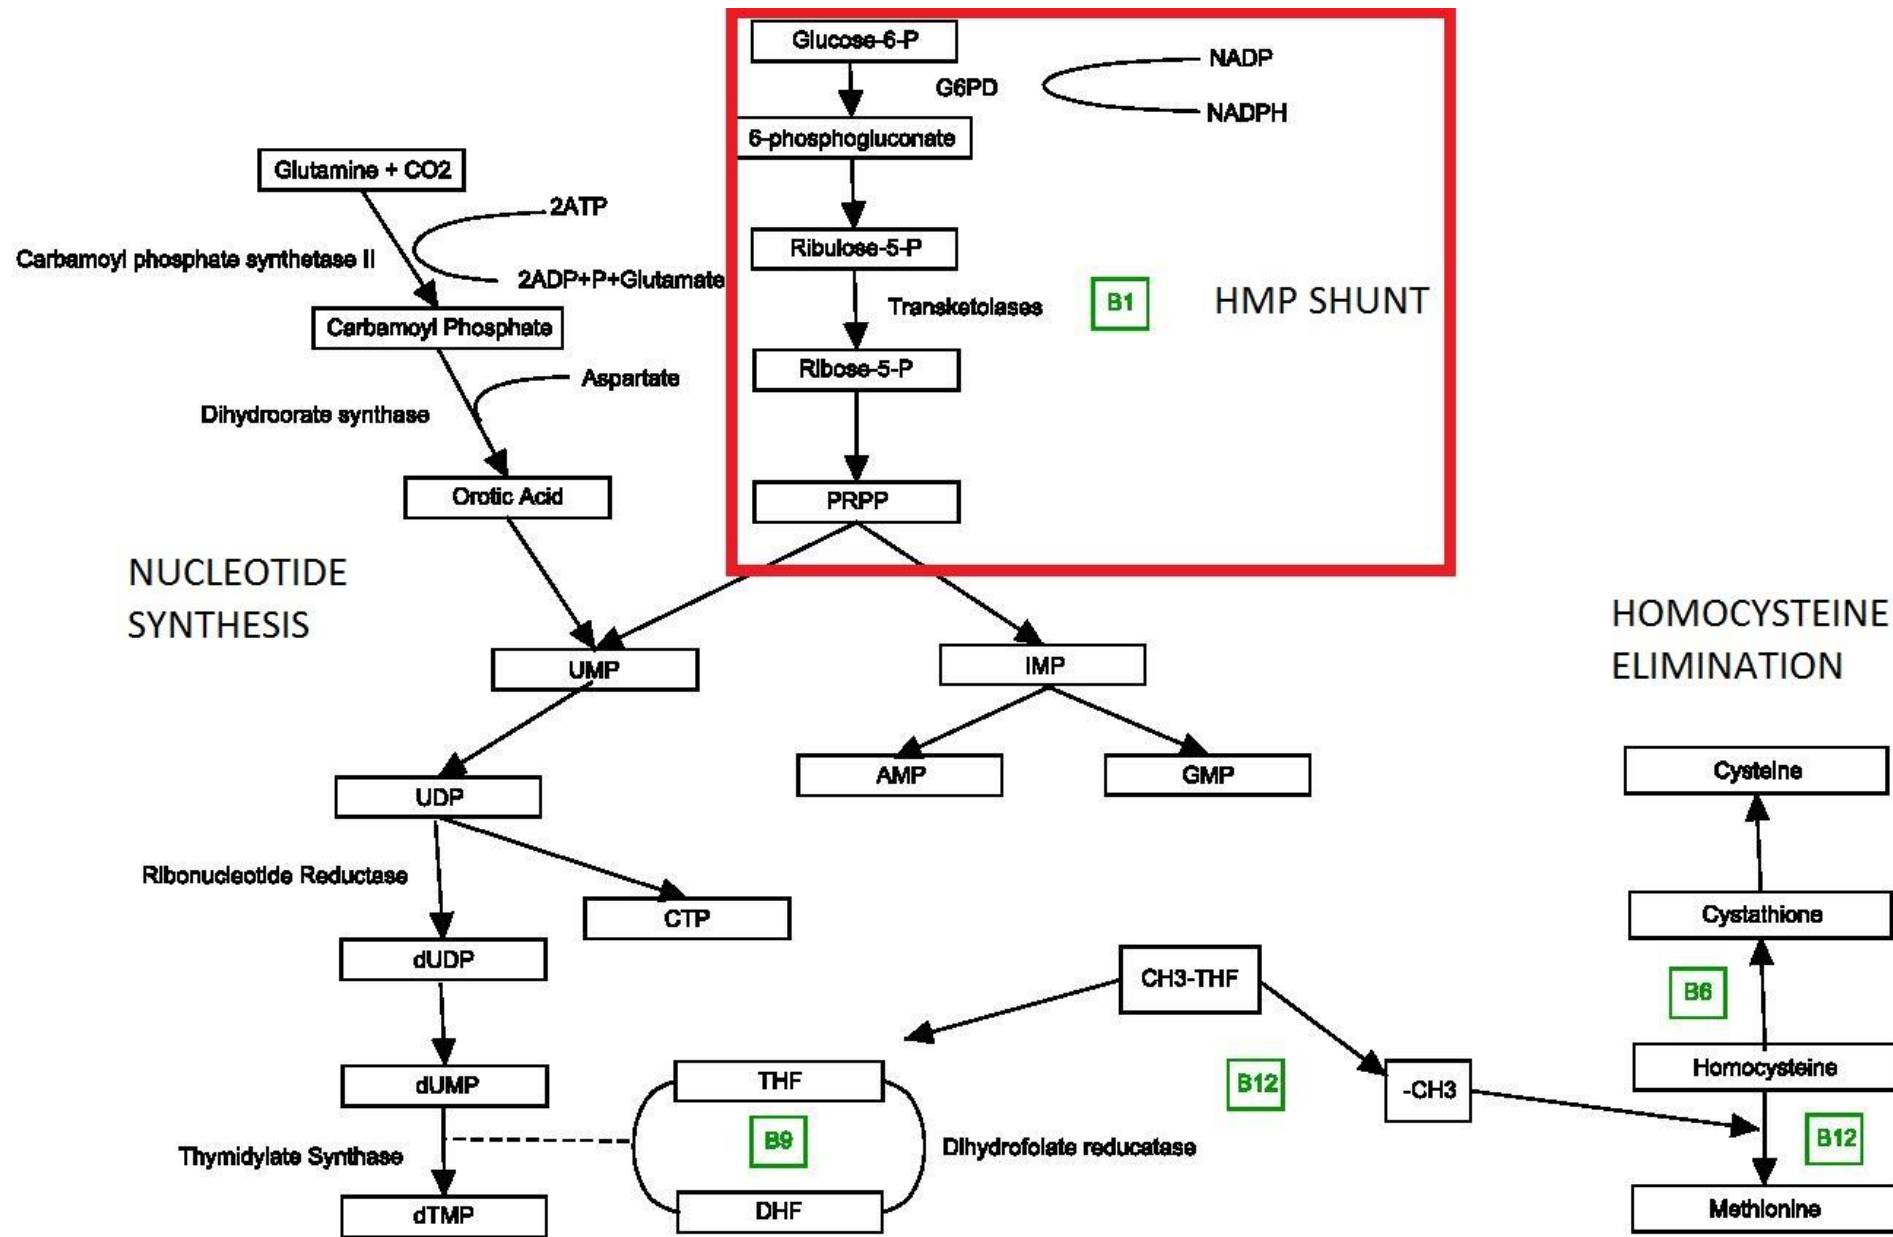 Glucose-6-P
NADP
G6PD
NADPH
6-phosphogluconate
Glutamine + CO2
2ATP
Carbamoyl phosphate synthetase II
2ADP+P+Glutamate
Ribulose-5-P
Transketolases
B1
HMP SHUNT
Carbamoyl Phosphate
Ribose-5-P
Aspartate
Dihydroorate synthase
Orotic Acid
PRPP
NUCLEOTIDE
SYNTHESIS
HOMOCYSTEINE
ELIMINATION
UMP
IMP
AMP
GMP
Cysteine
UDP
Ribonucleotide Reductase
CTP
Cystathione
dUDP
CH3-THF
B6
dUMP
THF
B12
-CH3
Homocysteine
Thymidylate Synthase
B9
Dihydrofolate reducatase
B12
dTMP
DHF
Methionine